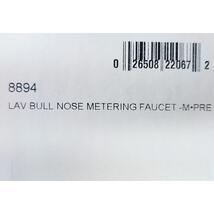 0 26508 22067 2
8894
LAV BULL NOSE METERING FAUCET -M•PRE